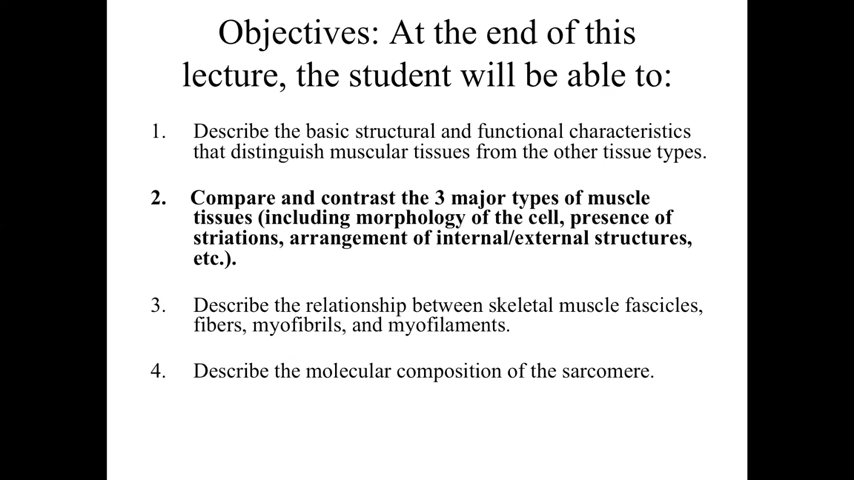 Objectives: At the end of this
lecture, the student will be able to:
1. Describe the basic structural and functional characteristics
that distinguish muscular tissues from the other tissue types.
2. Compare and contrast the 3 major types of muscle
tissues (including morphology of the cell, presence of
striations, arrangement of internal/external structures,
etc.).
3. Describe the relationship between skeletal muscle fascicles,
fibers, myofibrils, and myofilaments.
4. Describe the molecular composition of the sarcomere.